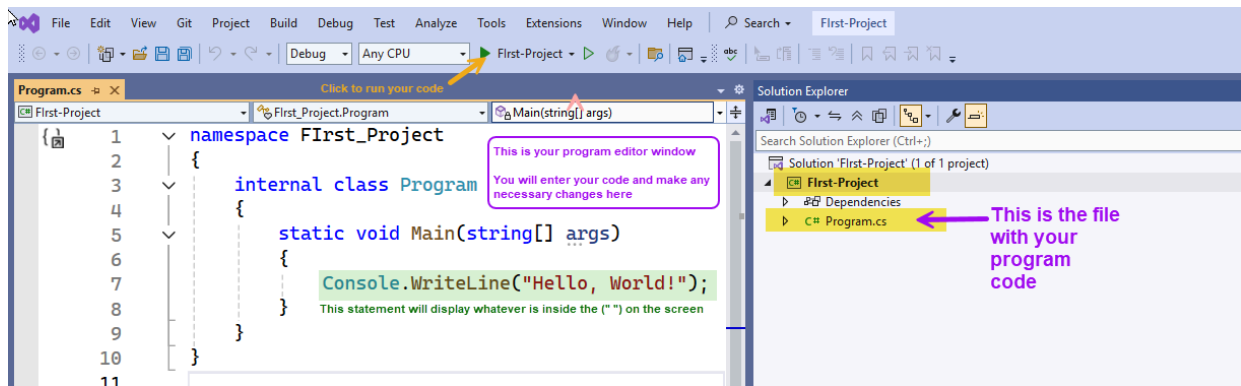 File Edit View Git Project Build Debug Test Analyze Tools Extensions Window Help Search FIrst-Project
Debug Any CPU FIrst-Project abc
Program.cs
Click to run your code
FIrst-Project FIrst_Project.Program Main(string[] args)
1 namespace FIrst_Project
2 {
3 internal class Program
4 {
5 static void Main(string[] args)
6 {
7 Console.WriteLine("Hello, World!");
8 }
9 }
10 }
11
This is your program editor window
You will enter your code and make any
necessary changes here
This statement will display whatever is inside the (" ") on the screen
Solution Explorer
Search Solution Explorer (Ctrl+;)
Solution 'FIrst-Project' (1 of 1 project)
C# FIrst-Project
Dependencies
C# Program.cs
This is the file
with your
program
code